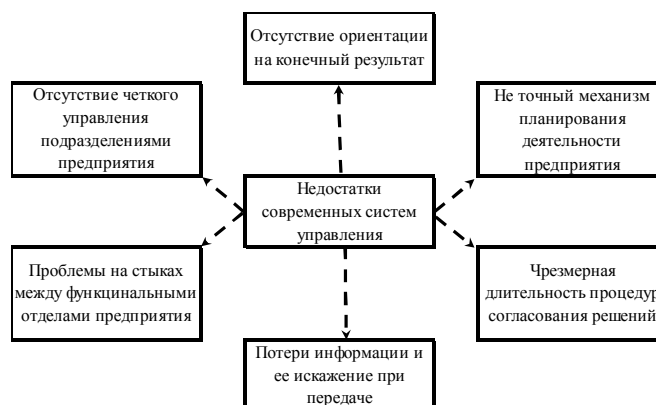 Отсутствие ориентации
на конечный результат
Отсутствие четкого
управления
подразделениями
предприятия
Не точный механизм
планирования
деятельности
предприятия
Недостатки
современных систем
управления
Проблемы на стыках
между функцинальными
отделами предприятия
Чрезмерная
длительность процедур
согласования решений
Потери информации и
ее искажение при
передаче